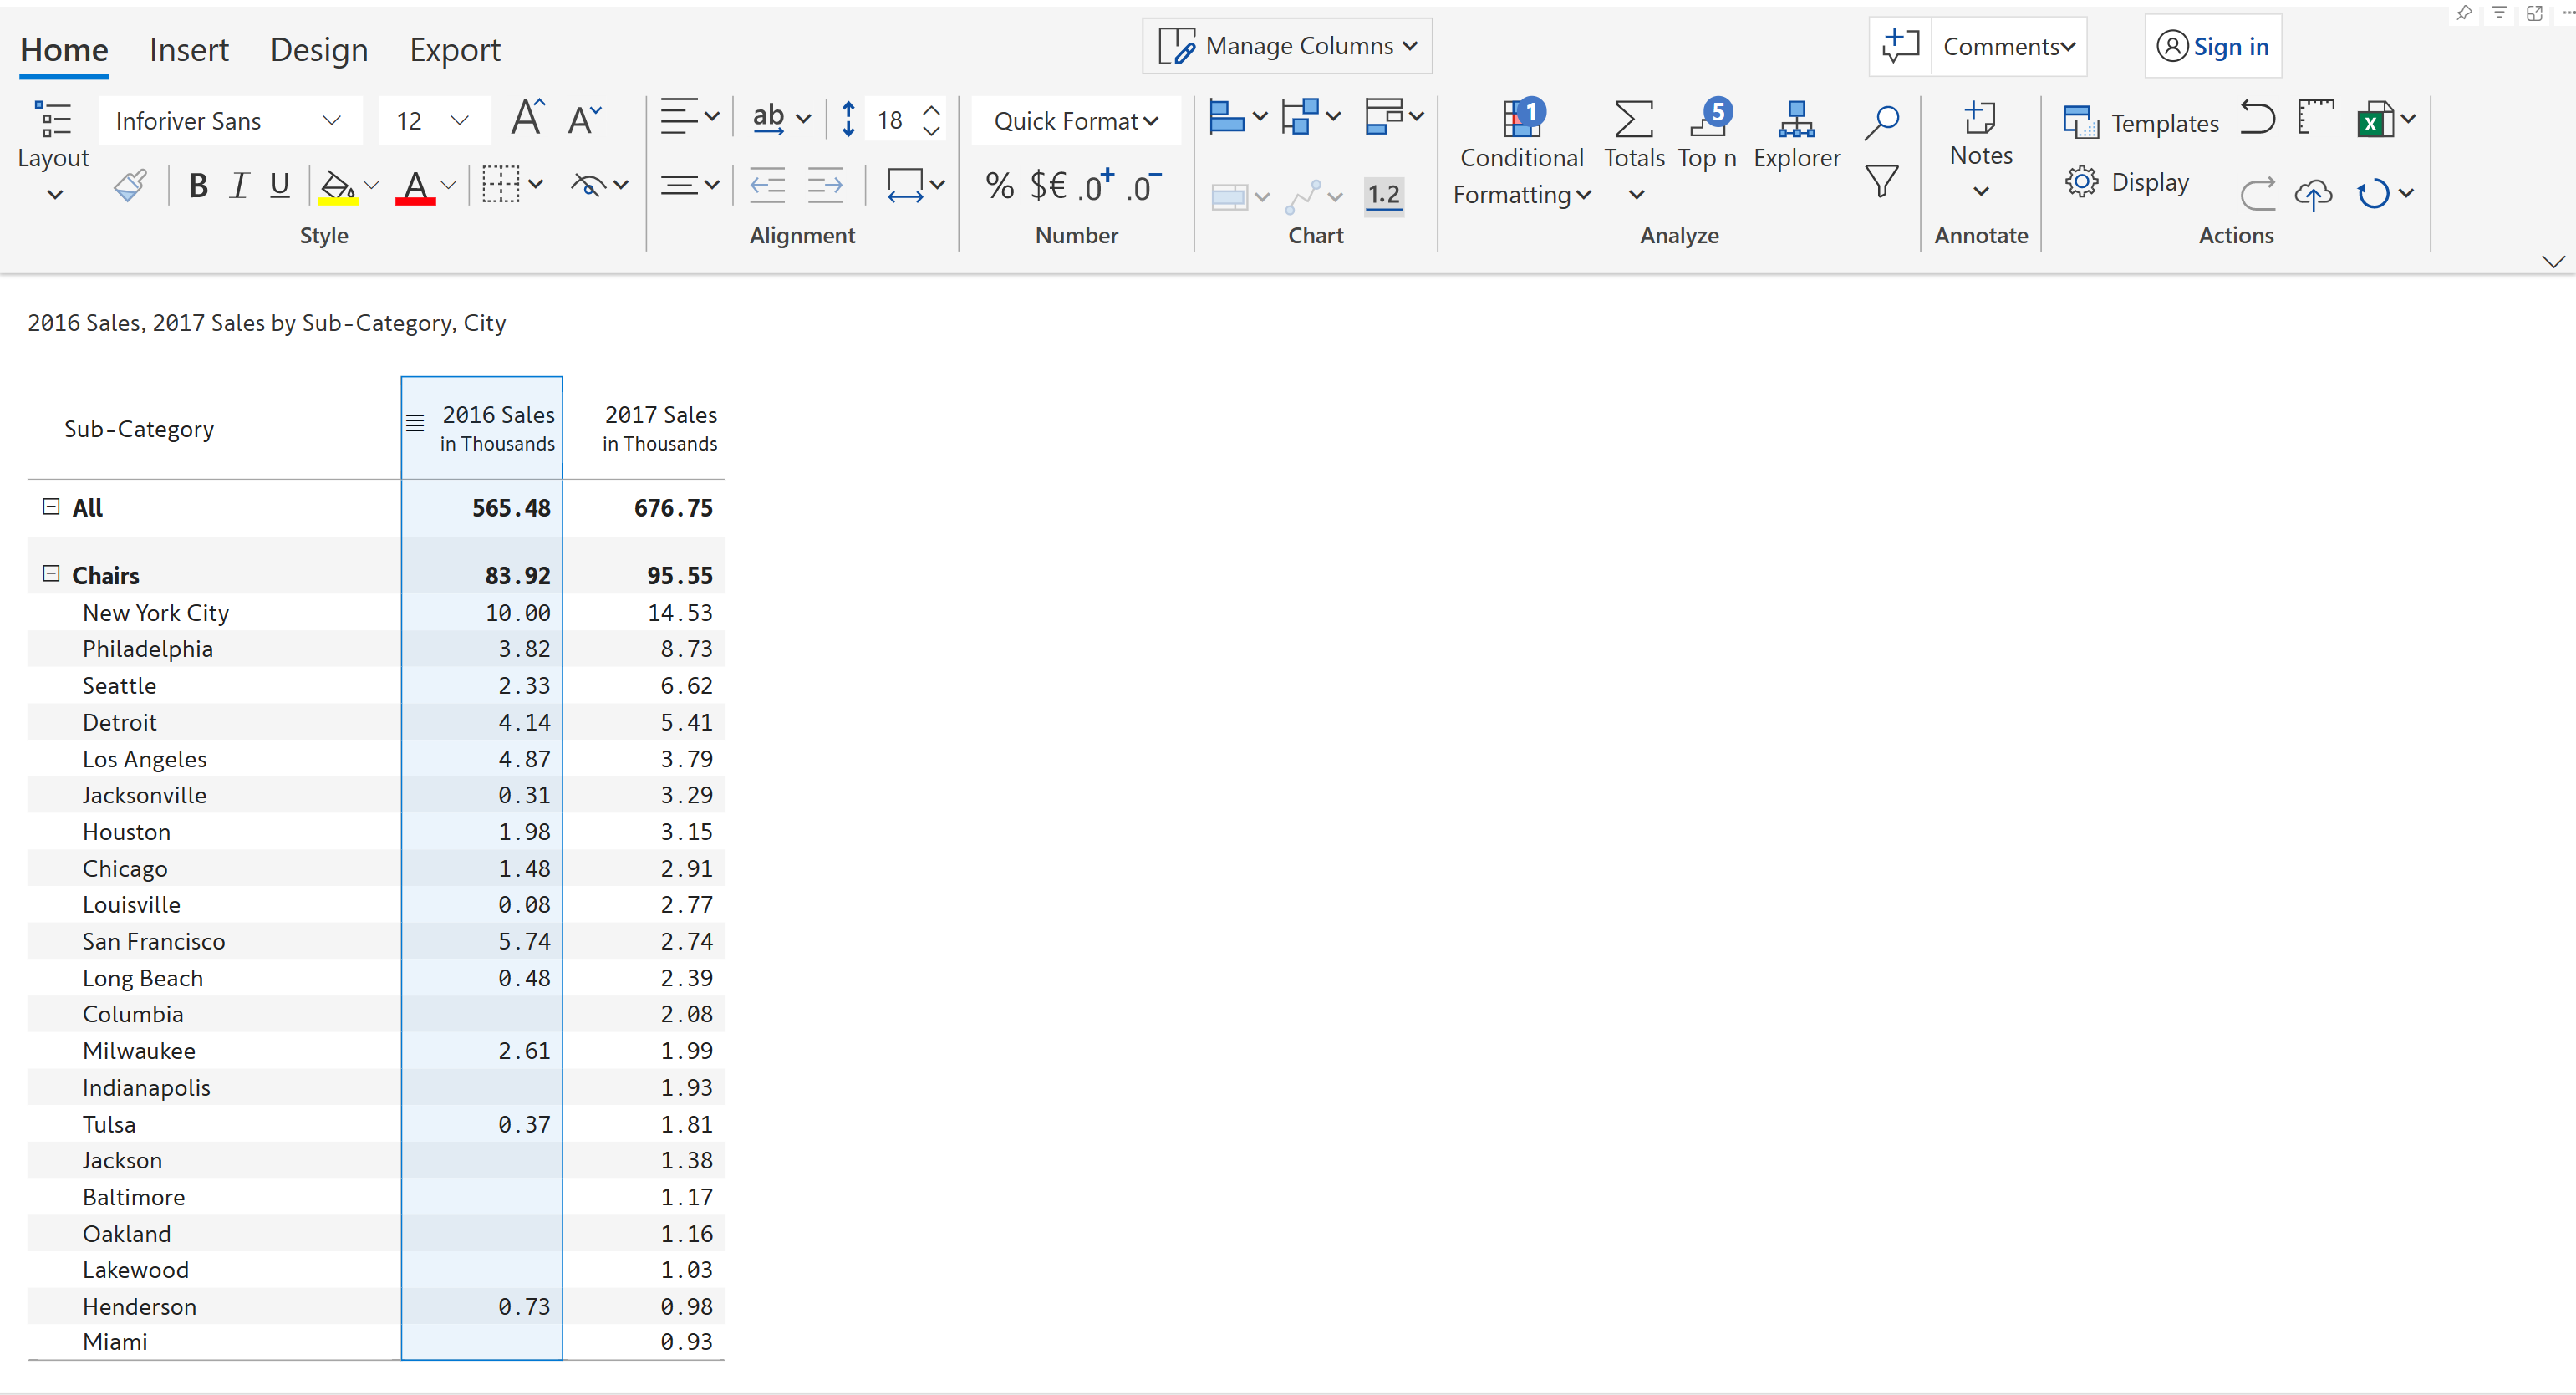 Home Insert Design Export Manage Columns Comments Sign in
Layout Inforiver Sans 12 A A ab 18 Quick Format 1 5
Conditional Formatting Totals Top n Explorer Notes Templates X
B I U A % $€ .0+ .0- 1.2 Display
Style Alignment Number Chart Analyze Annotate Actions
2016 Sales, 2017 Sales by Sub-Category, City
Sub-Category 2016 Sales in Thousands 2017 Sales in Thousands
All 565.48 676.75
Chairs 83.92 95.55
New York City 10.00 14.53
Philadelphia 3.82 8.73
Seattle 2.33 6.62
Detroit 4.14 5.41
Los Angeles 4.87 3.79
Jacksonville 0.31 3.29
Houston 1.98 3.15
Chicago 1.48 2.91
Louisville 0.08 2.77
San Francisco 5.74 2.74
Long Beach 0.48 2.39
Columbia 2.08
Milwaukee 2.61 1.99
Indianapolis 1.93
Tulsa 0.37 1.81
Jackson 1.38
Baltimore 1.17
Oakland 1.16
Lakewood 1.03
Henderson 0.73 0.98
Miami 0.93